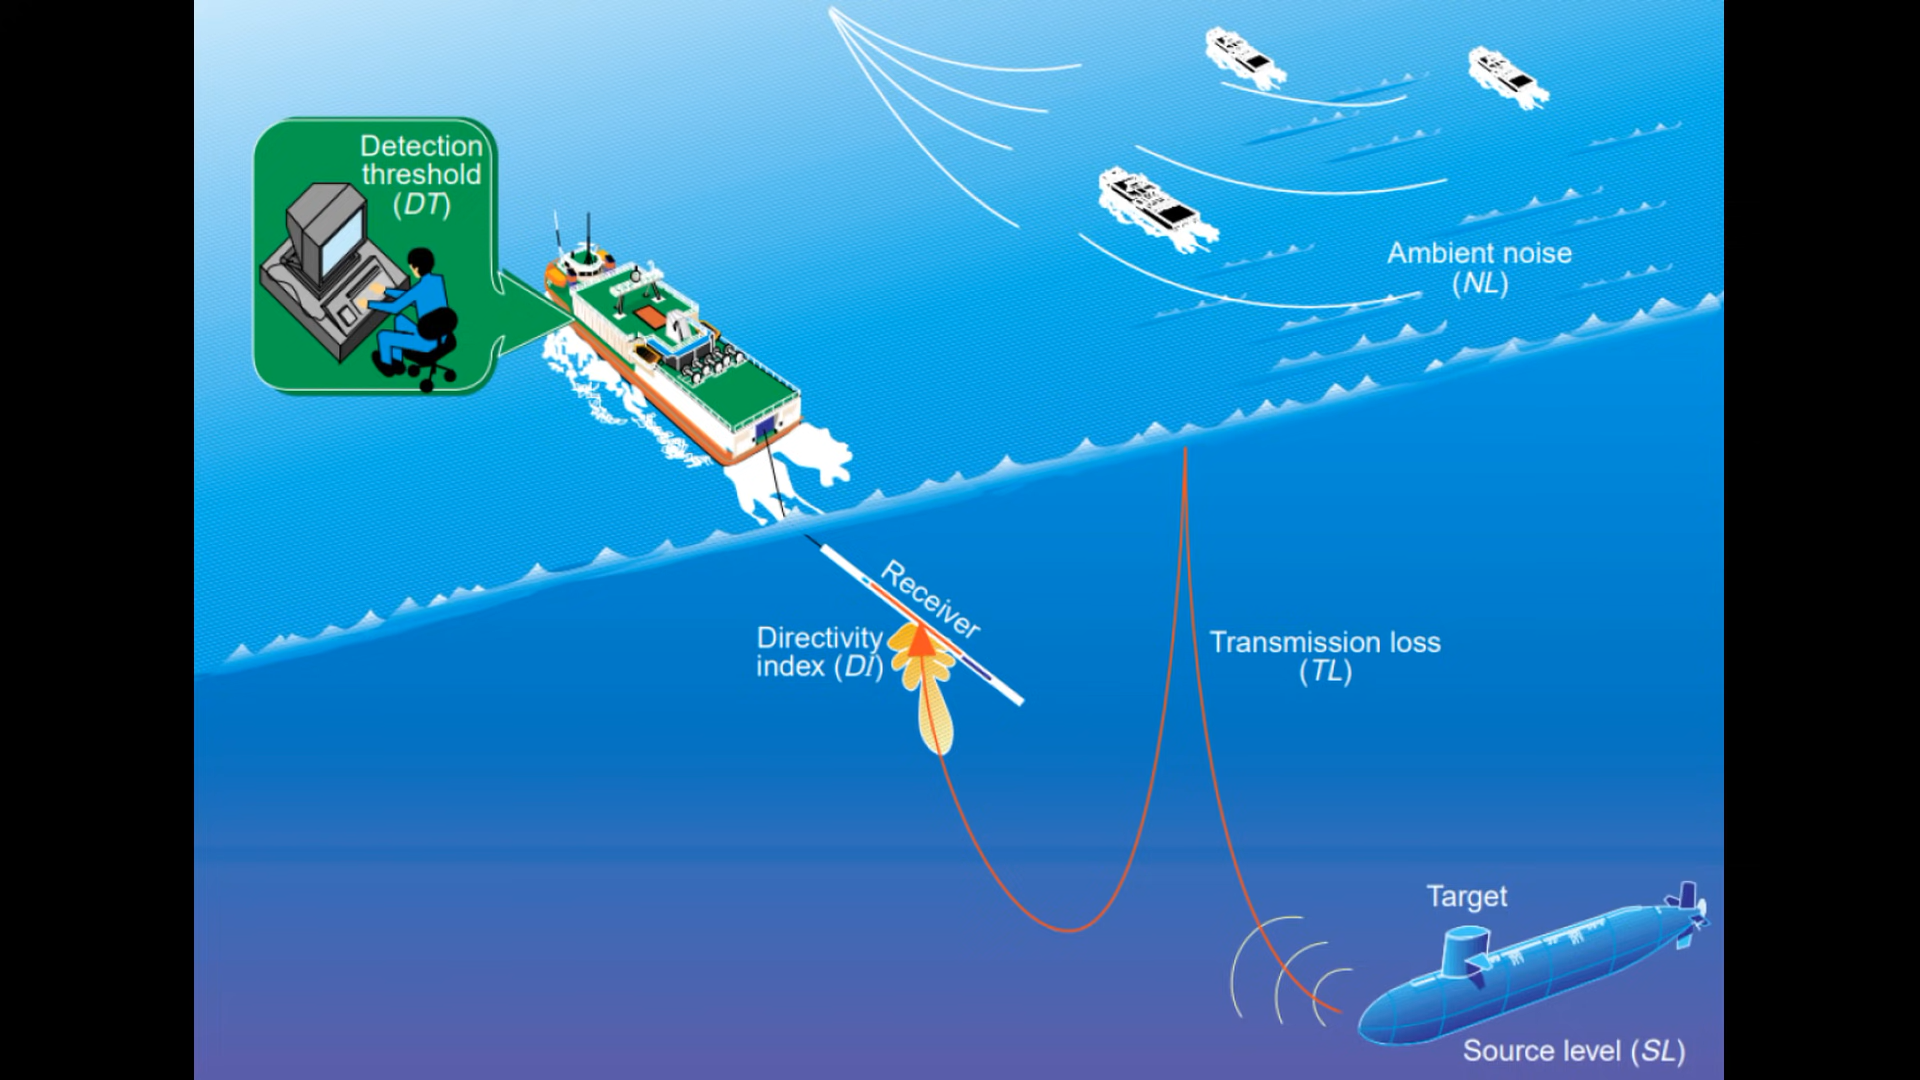 Detection
threshold
(DT)
Ambient noise
(NL)
Receiver
Directivity
index (DI)
Transmission loss
(TL)
Target
Source level (SL)